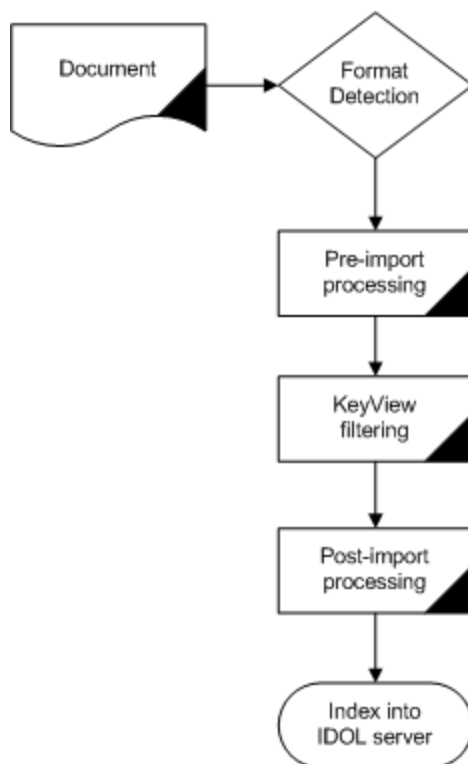 Document
Format
Detection
Pre-import
processing
KeyView
filtering
Post-import
processing
Index into
IDOL server